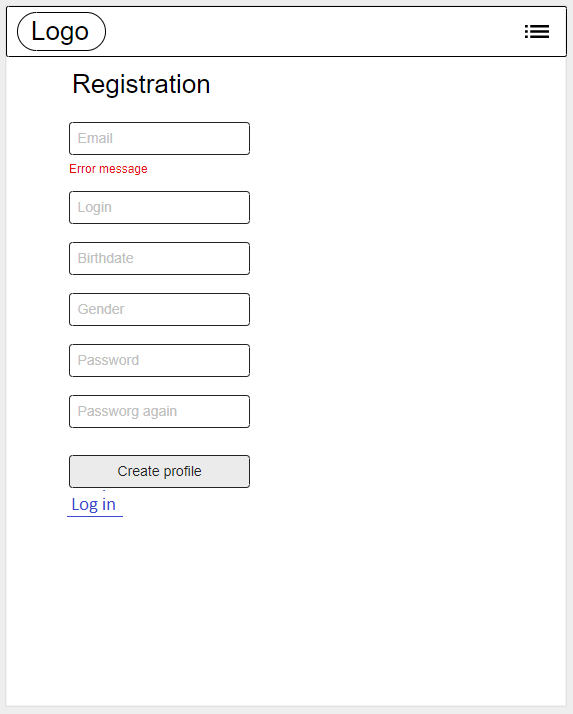 Logo
Registration
Email
Error message
Login
Birthdate
Gender
Password
Passworg again
Create profile
Log in